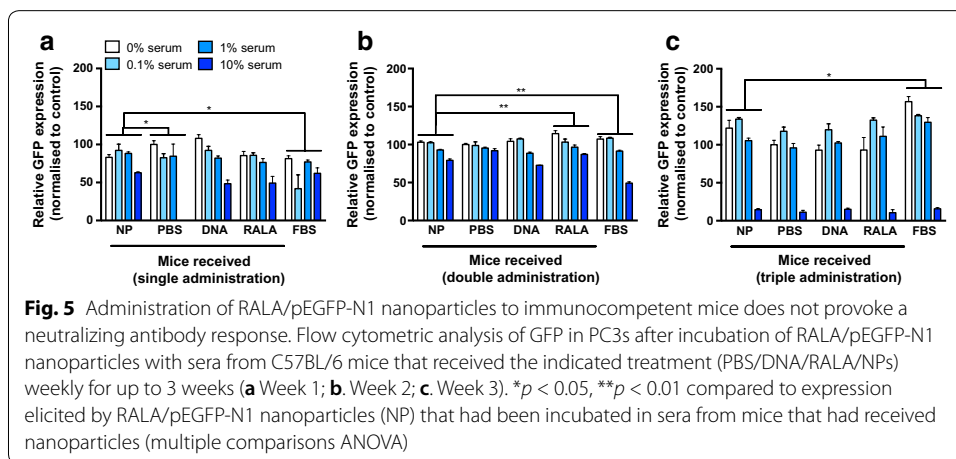 a b c
0% serum 1% serum
0.1% serum 10% serum
Relative GFP expression
(normalised to control)
200
150
100
50
0
*
*
NP PBS DNA RALA FBS
Mice received
(single administration)
Relative GFP expression
(normalised to control)
200
150
100
50
0
**
**
NP PBS DNA RALA FBS
Mice received
(double administration)
Relative GFP expression
(normalised to control)
200
150
100
50
0
*
NP PBS DNA RALA FBS
Mice received
(triple administration)
Fig. 5 Administration of RALA/pEGFP-N1 nanoparticles to immunocompetent mice does not provoke a
neutralizing antibody response. Flow cytometric analysis of GFP in PC3s after incubation of RALA/pEGFP-N1
nanoparticles with sera from C57BL/6 mice that received the indicated treatment (PBS/DNA/RALA/NPs)
weekly for up to 3 weeks (a Week 1; b. Week 2; c. Week 3). *p < 0.05, **p < 0.01 compared to expression
elicited by RALA/pEGFP-N1 nanoparticles (NP) that had been incubated in sera from mice that had received
nanoparticles (multiple comparisons ANOVA)